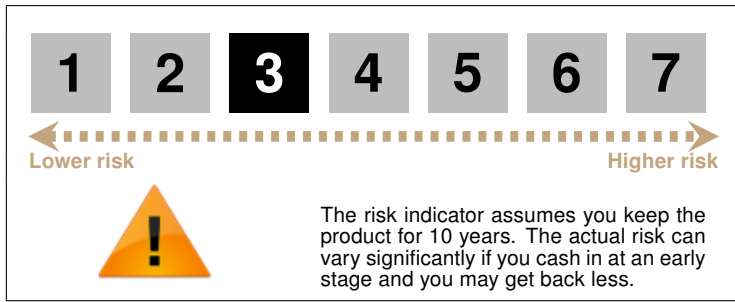 1 2 3 4 5 6 7
Lower risk Higher risk
!
The risk indicator assumes you keep the
product for 10 years. The actual risk can
vary significantly if you cash in at an early
stage and you may get back less.